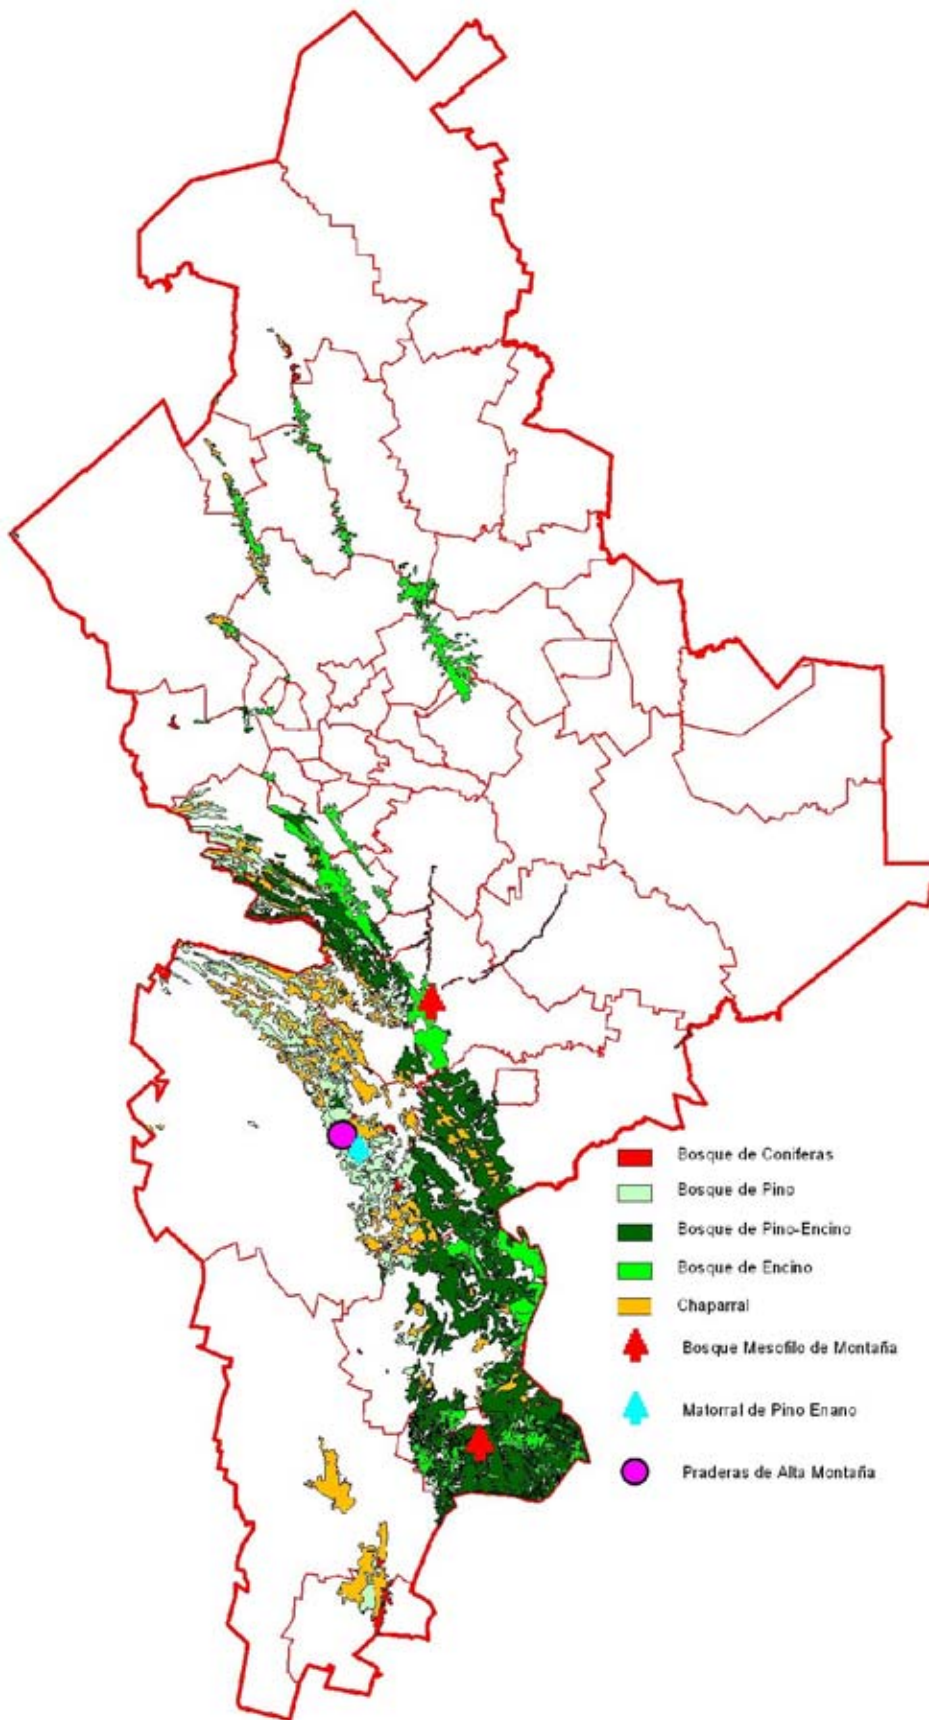 Bosque de Coniferas
Bosque de Pino
Bosque de Pino-Encino
Bosque de Encino
Chaparral
Bosque Mesofilo de Montaña
Matorral de Pino Enano
Praderas de Alta Montaña